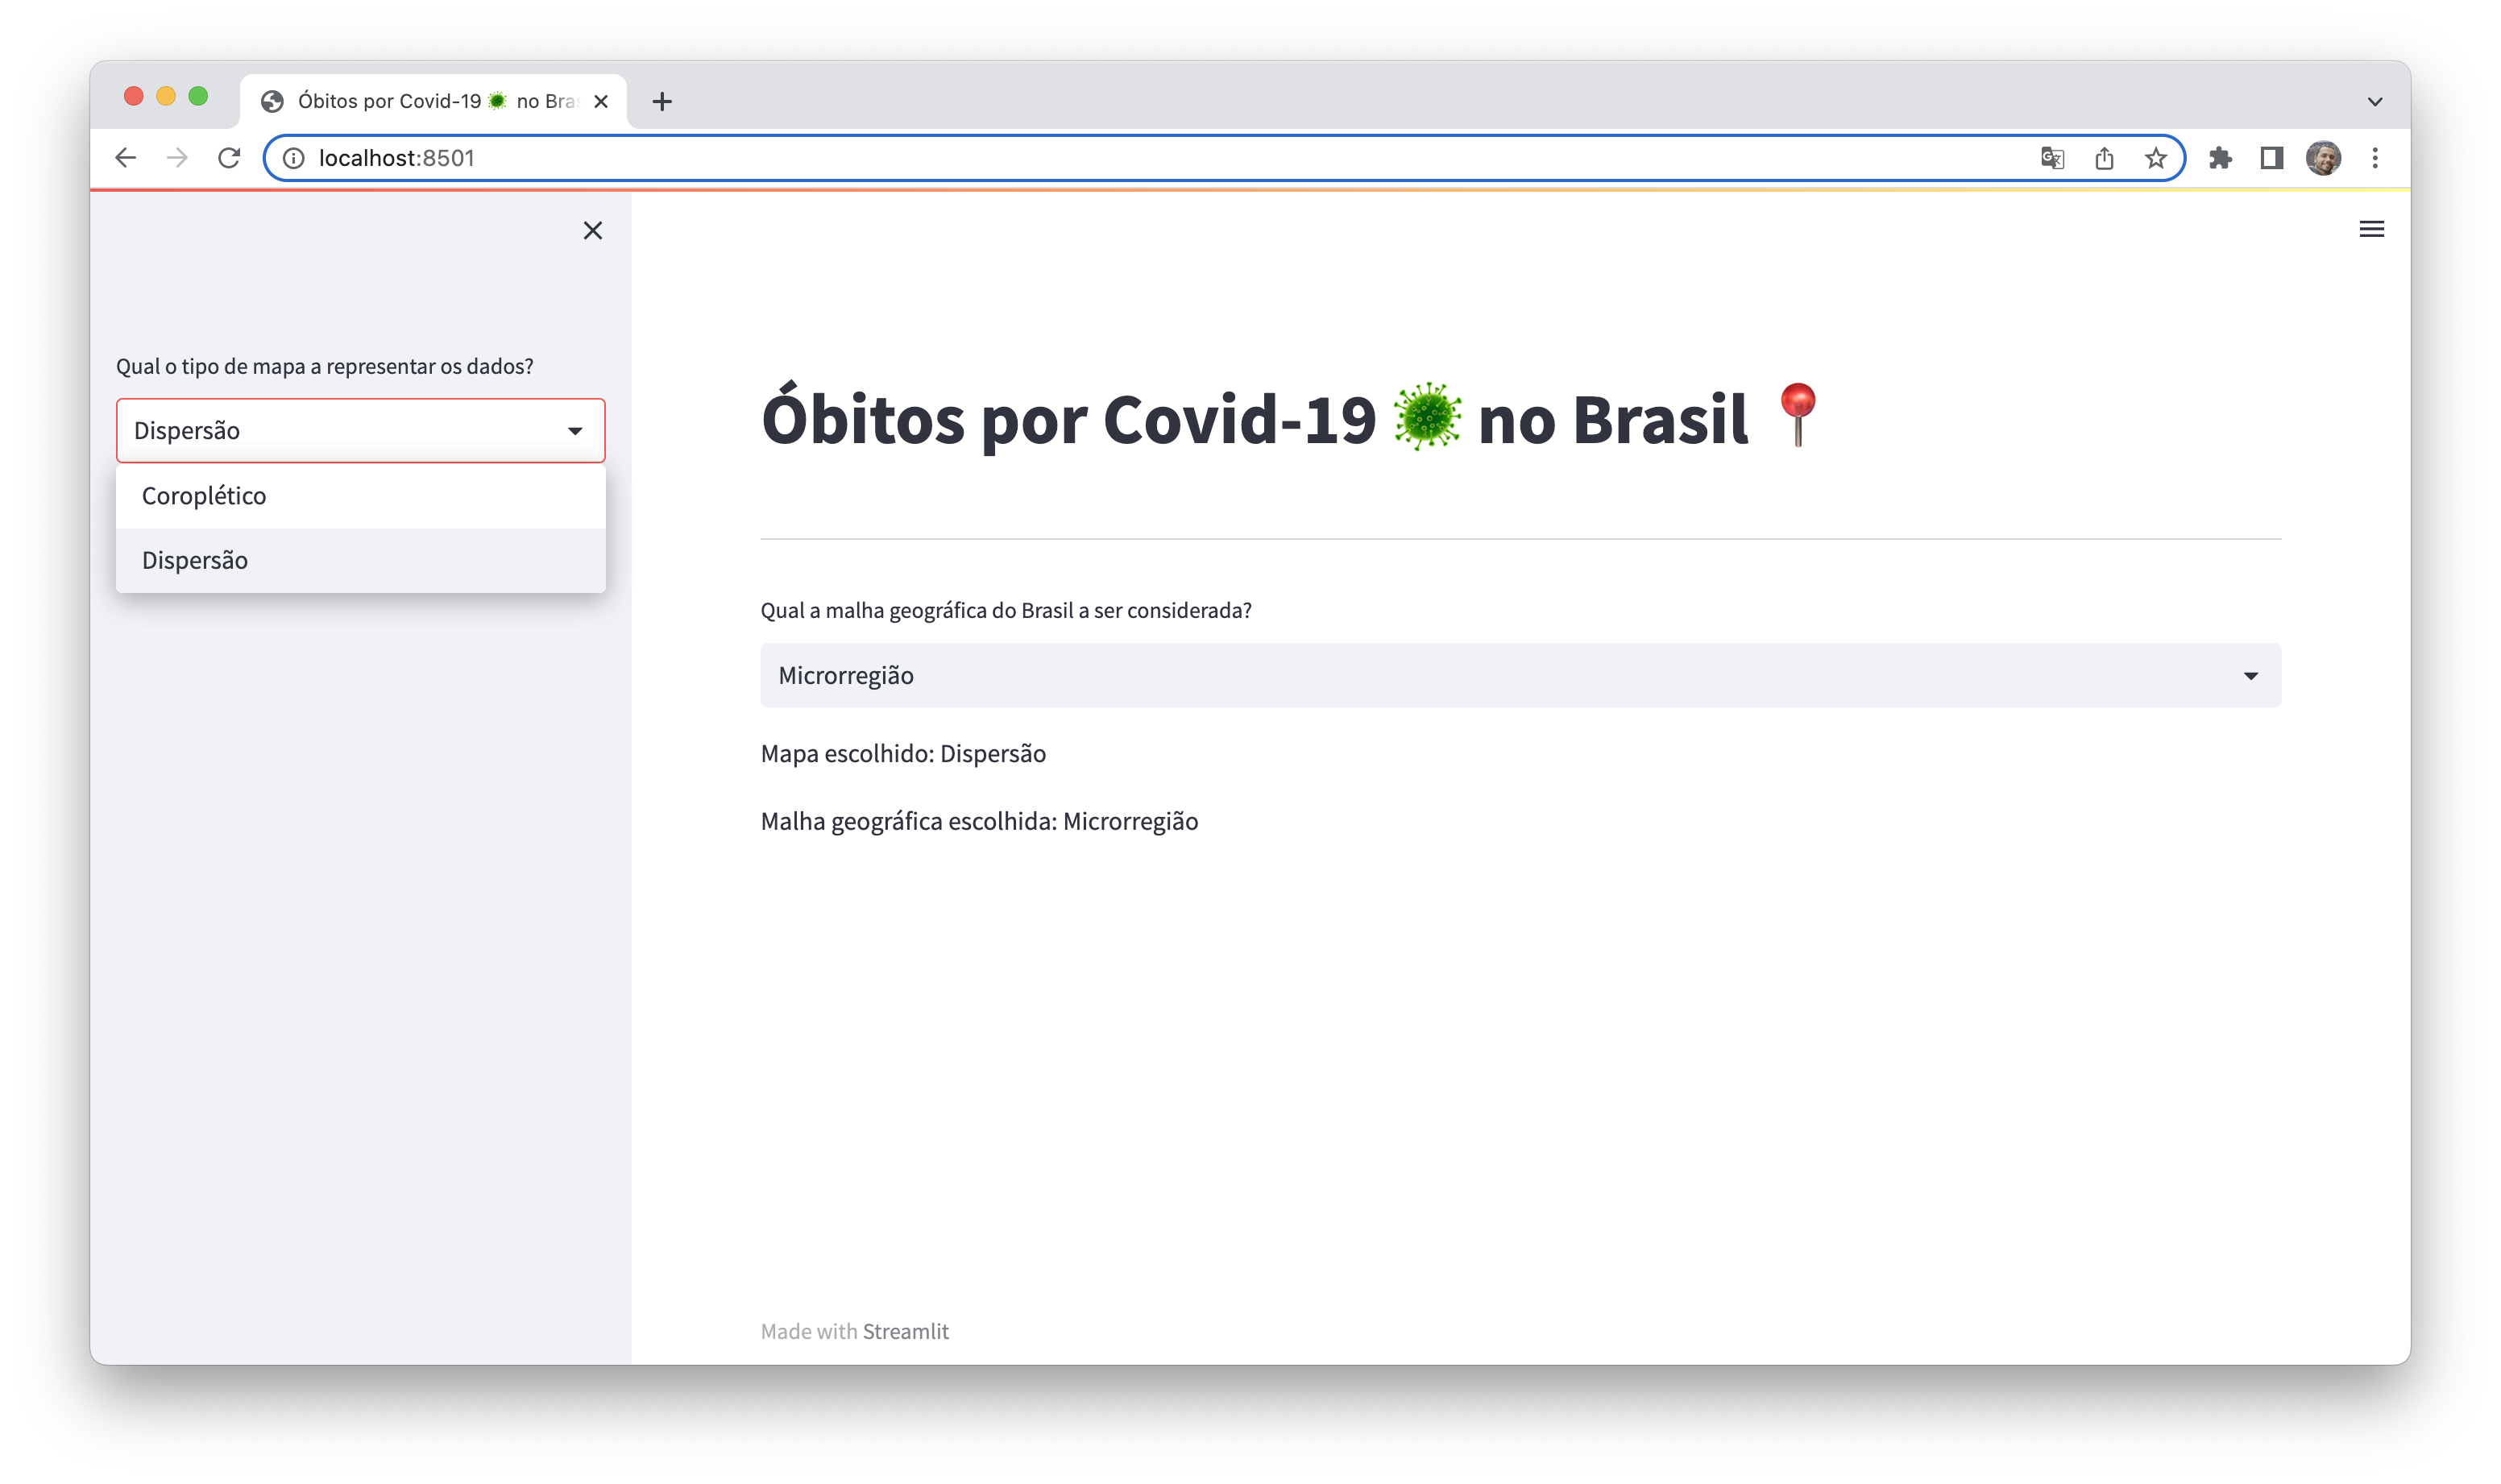 Óbitos por Covid-19 🦠 no Bras
localhost:8501
Qual o tipo de mapa a representar os dados?
Dispersão
Coroplético
Dispersão
Óbitos por Covid-19 🦠 no Brasil 📍
Qual a malha geográfica do Brasil a ser considerada?
Microrregião
Mapa escolhido: Dispersão
Malha geográfica escolhida: Microrregião
Made with Streamlit